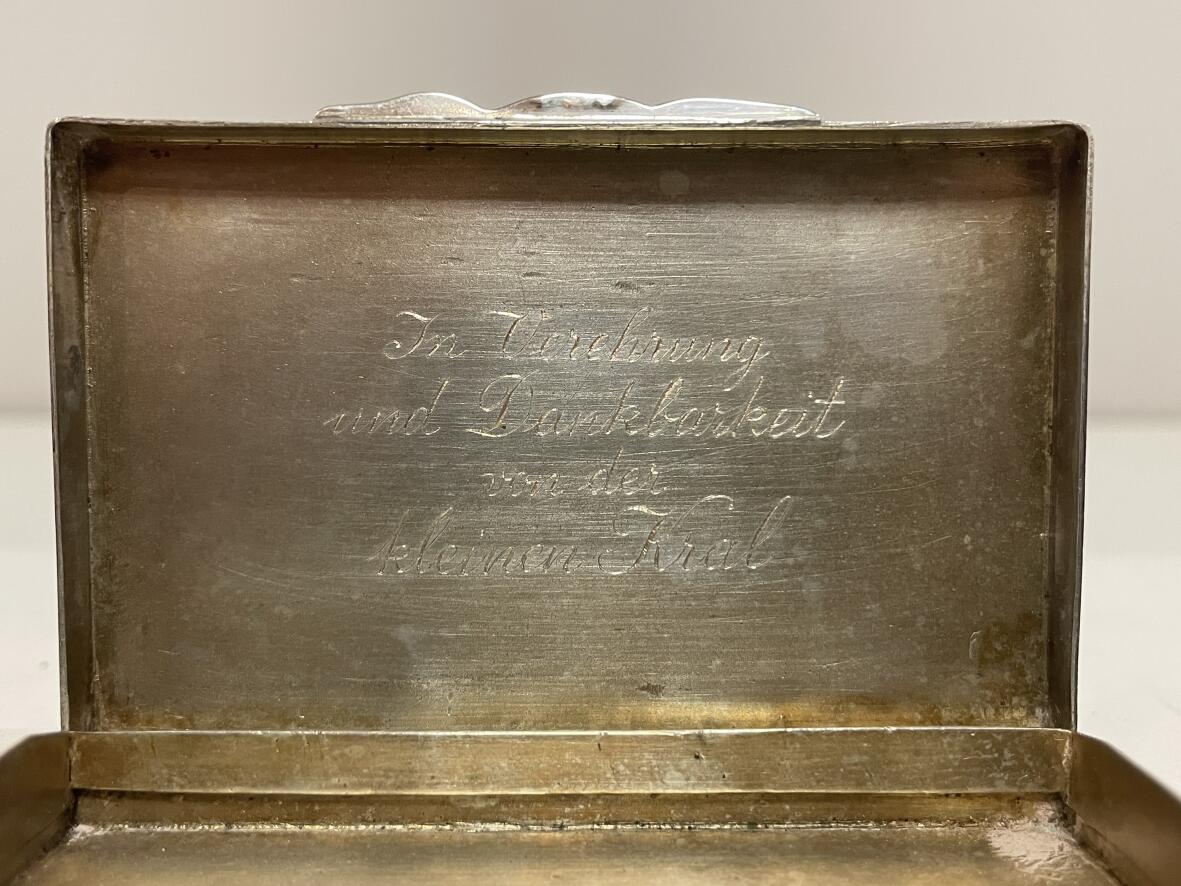 In Verehrung
und Dankbarkeit
von der
kleinen Kral